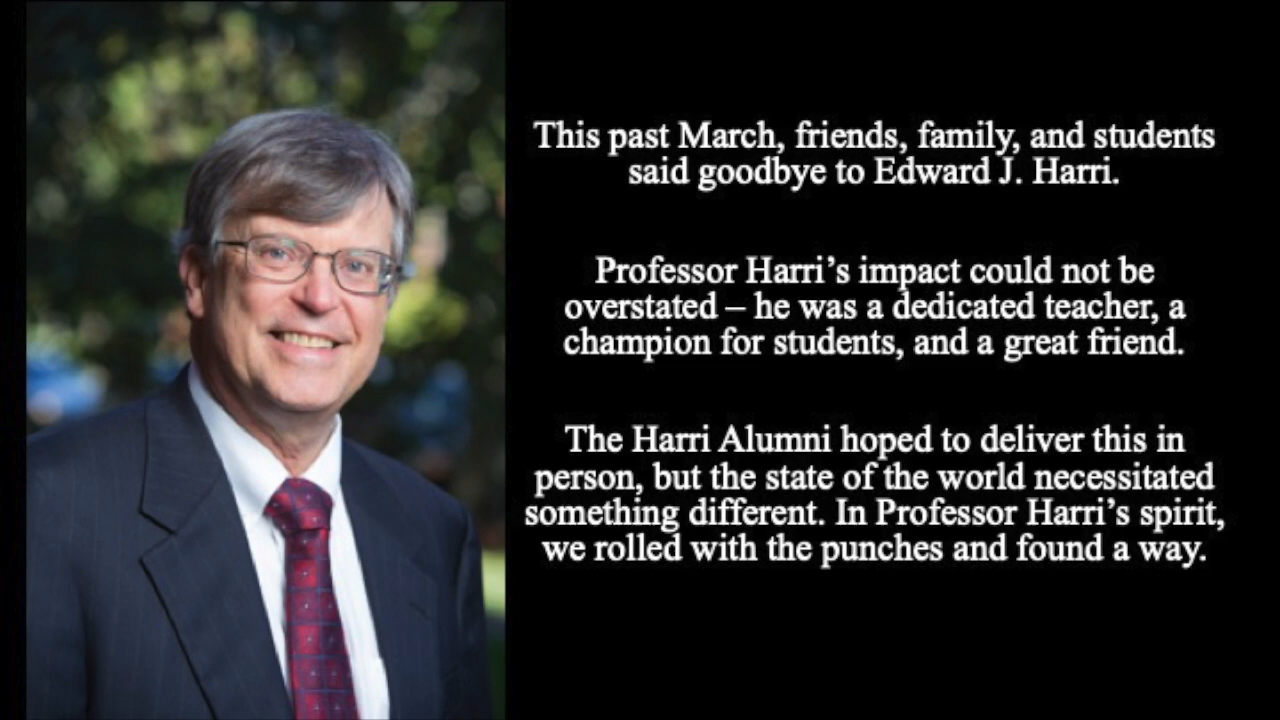 This past March, friends, family, and students
said goodbye to Edward J. Harri.
Professor Harri’s impact could not be
overstated – he was a dedicated teacher, a
champion for students, and a great friend.
The Harri Alumni hoped to deliver this in
person, but the state of the world necessitated
something different. In Professor Harri’s spirit,
we rolled with the punches and found a way.